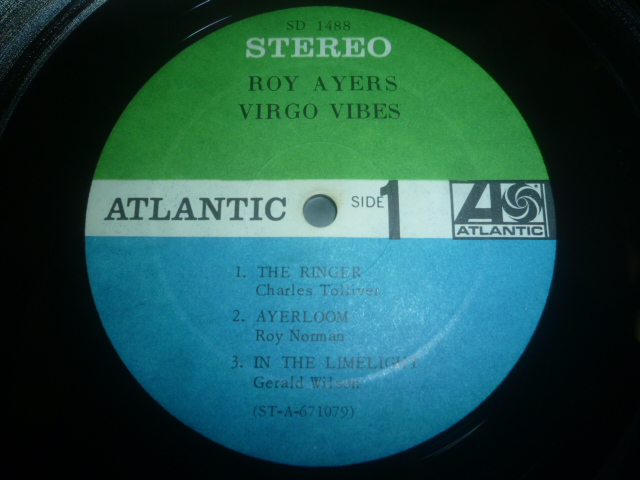 SD 1488
STEREO
ROY AYERS
VIRGO VIBES
ATLANTIC
SIDE 1
ATLANTIC
1. THE RINGER
Charles Tolliver
2. AYERLOOM
Roy Norman
3. IN THE LIMELIGHT
Gerald Wilson
(ST-A-671079)